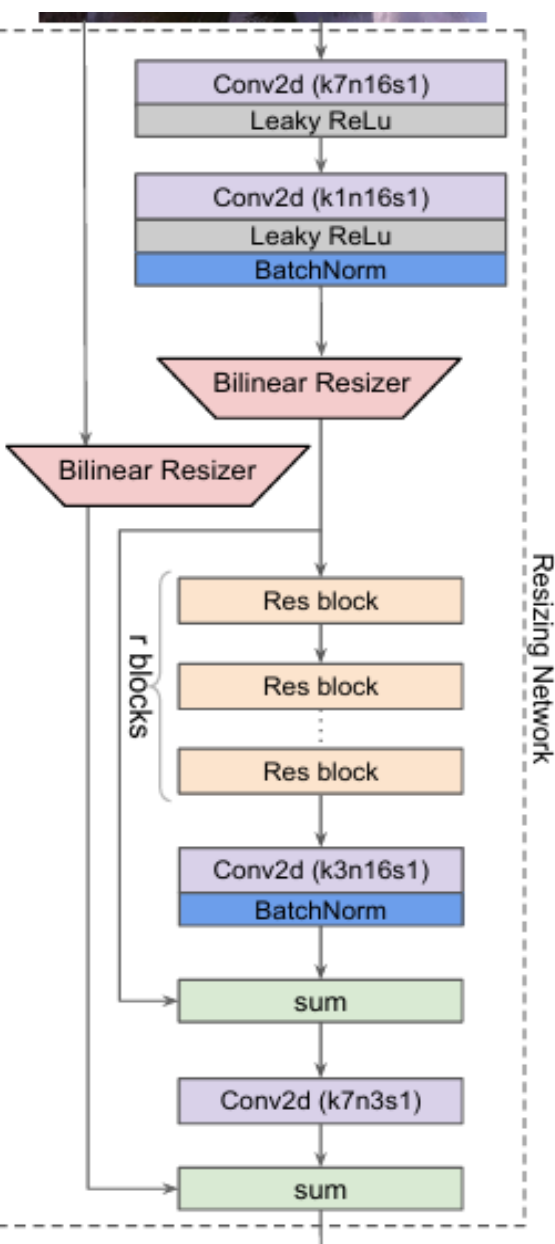 Conv2d (k7n16s1)
Leaky ReLu
Conv2d (k1n16s1)
Leaky ReLu
BatchNorm
Bilinear Resizer
Bilinear Resizer
Res block
Res block
Res block
r blocks
Resizing Network
Conv2d (k3n16s1)
BatchNorm
sum
Conv2d (k7n3s1)
sum